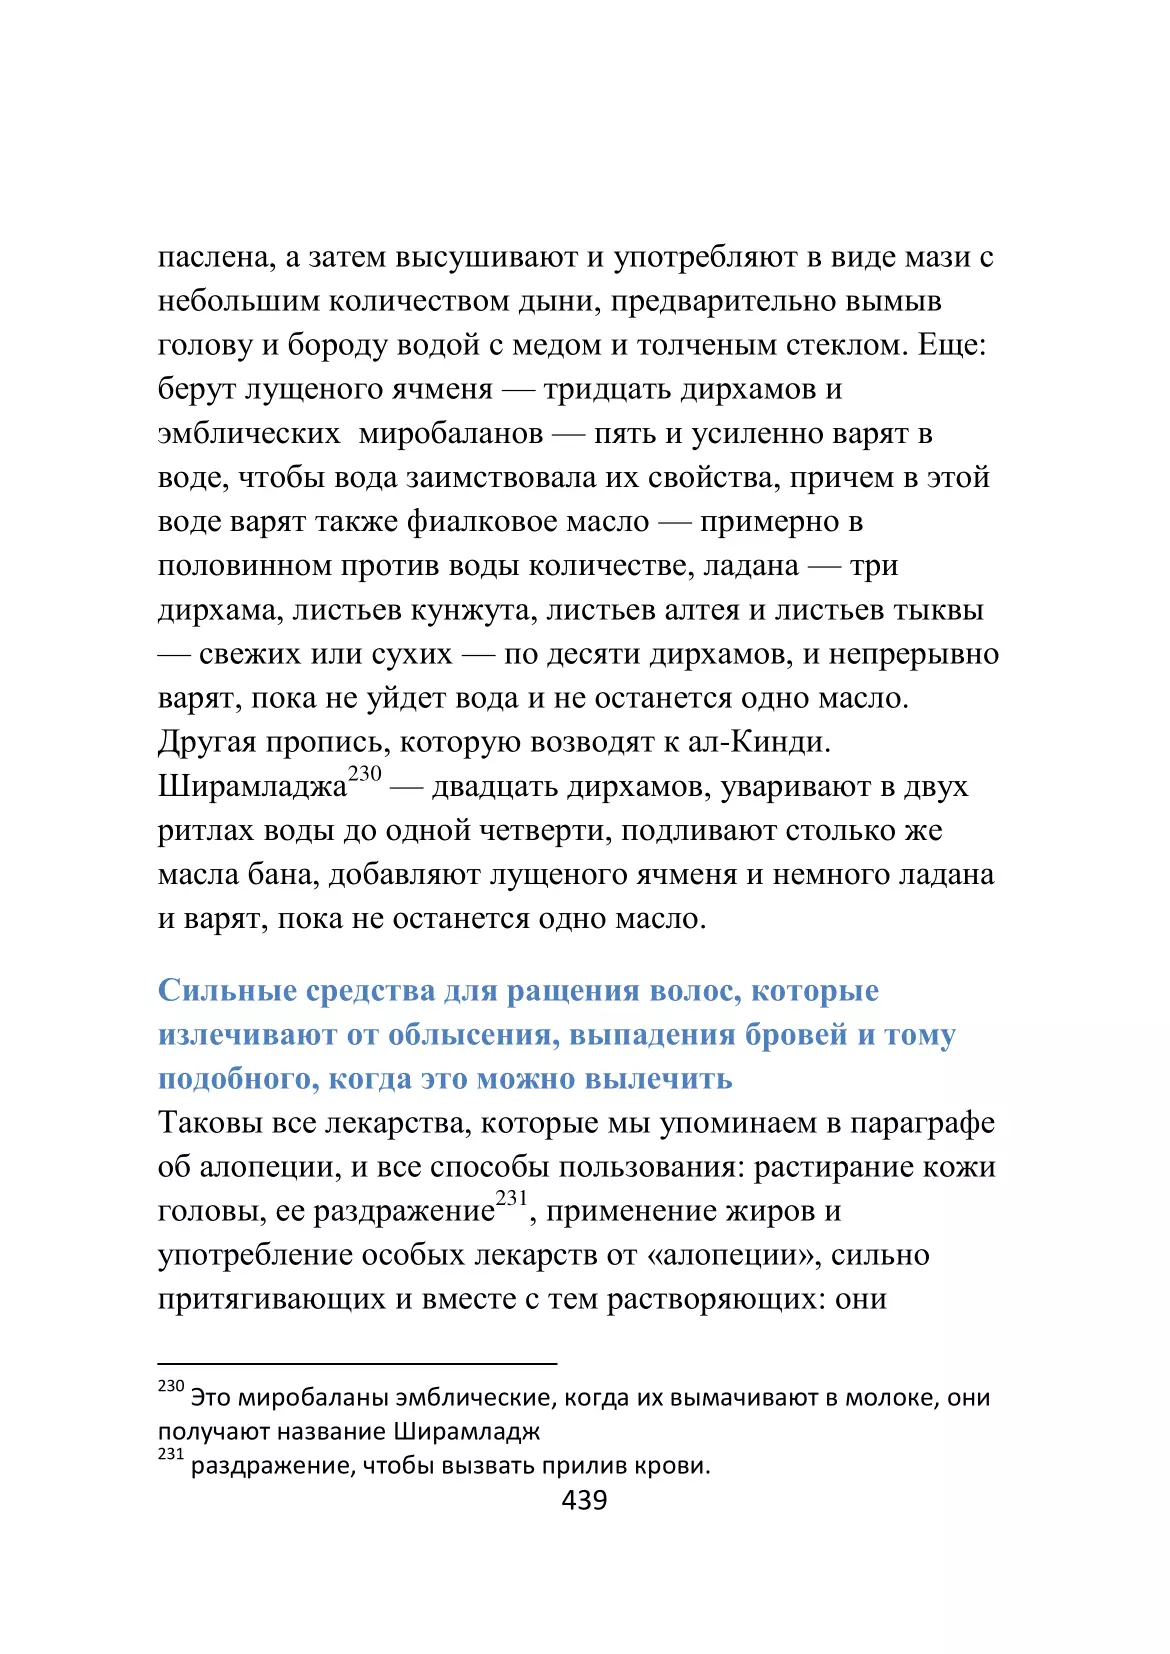 паслена, а затем высушивают и употребляют в виде мази с
небольшим количеством дыни, предварительно вымыв
голову и бороду водой с медом и толченым стеклом. Еще:
берут лущеного ячменя — тридцать дирхамов и
эмблических  миробаланов — пять и усиленно варят в
воде, чтобы вода заимствовала их свойства, причем в этой
воде варят также фиалковое масло — примерно в
половинном против воды количестве, ладана — три
дирхама, листьев кунжута, листьев алтея и листьев тыквы
— свежих или сухих — по десяти дирхамов, и непрерывно
варят, пока не уйдет вода и не останется одно масло.
Другая пропись, которую возводят к ал-Кинди.
Ширамладжа230 — двадцать дирхамов, уваривают в двух
ритлах воды до одной четверти, подливают столько же
масла бана, добавляют лущеного ячменя и немного ладана
и варят, пока не останется одно масло.
Сильные средства для ращения волос, которые
излечивают от облысения, выпадения бровей и тому
подобного, когда это можно вылечить
Таковы все лекарства, которые мы упоминаем в параграфе
об алопеции, и все способы пользования: растирание кожи
головы, ее раздражение231, применение жиров и
употребление особых лекарств от «алопеции», сильно
притягивающих и вместе с тем растворяющих: они
230 Это миробаланы эмблические, когда их вымачивают в молоке, они
получают название Ширамладж
231 раздражение, чтобы вызвать прилив крови.
439